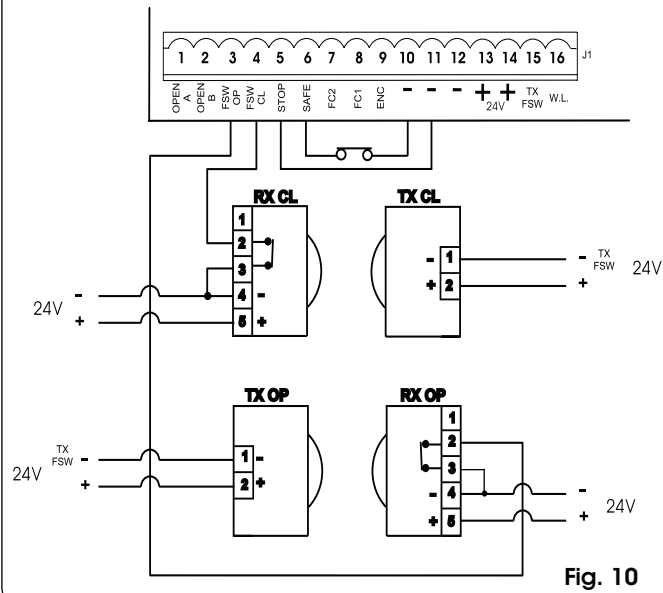 1 2 3 4 5 6 7 8 9 10 11 12 13 14 15 16 J1
OPEN A
OPEN B
FSW OP
FSW CL
STOP
SAFE
FC2
FC1
ENC
-
-
-
+ +
24V
TX FSW
W.L.
RX CL
1
2
3
4 -
5 +
24V
-
+
TX CL
- 1
+ 2
- TX FSW
+
24V
TX OP
1 -
2 +
TX FSW -
24V
+
RX OP
1
2
3
- 4
+ 5
-
+
24V
Fig. 10